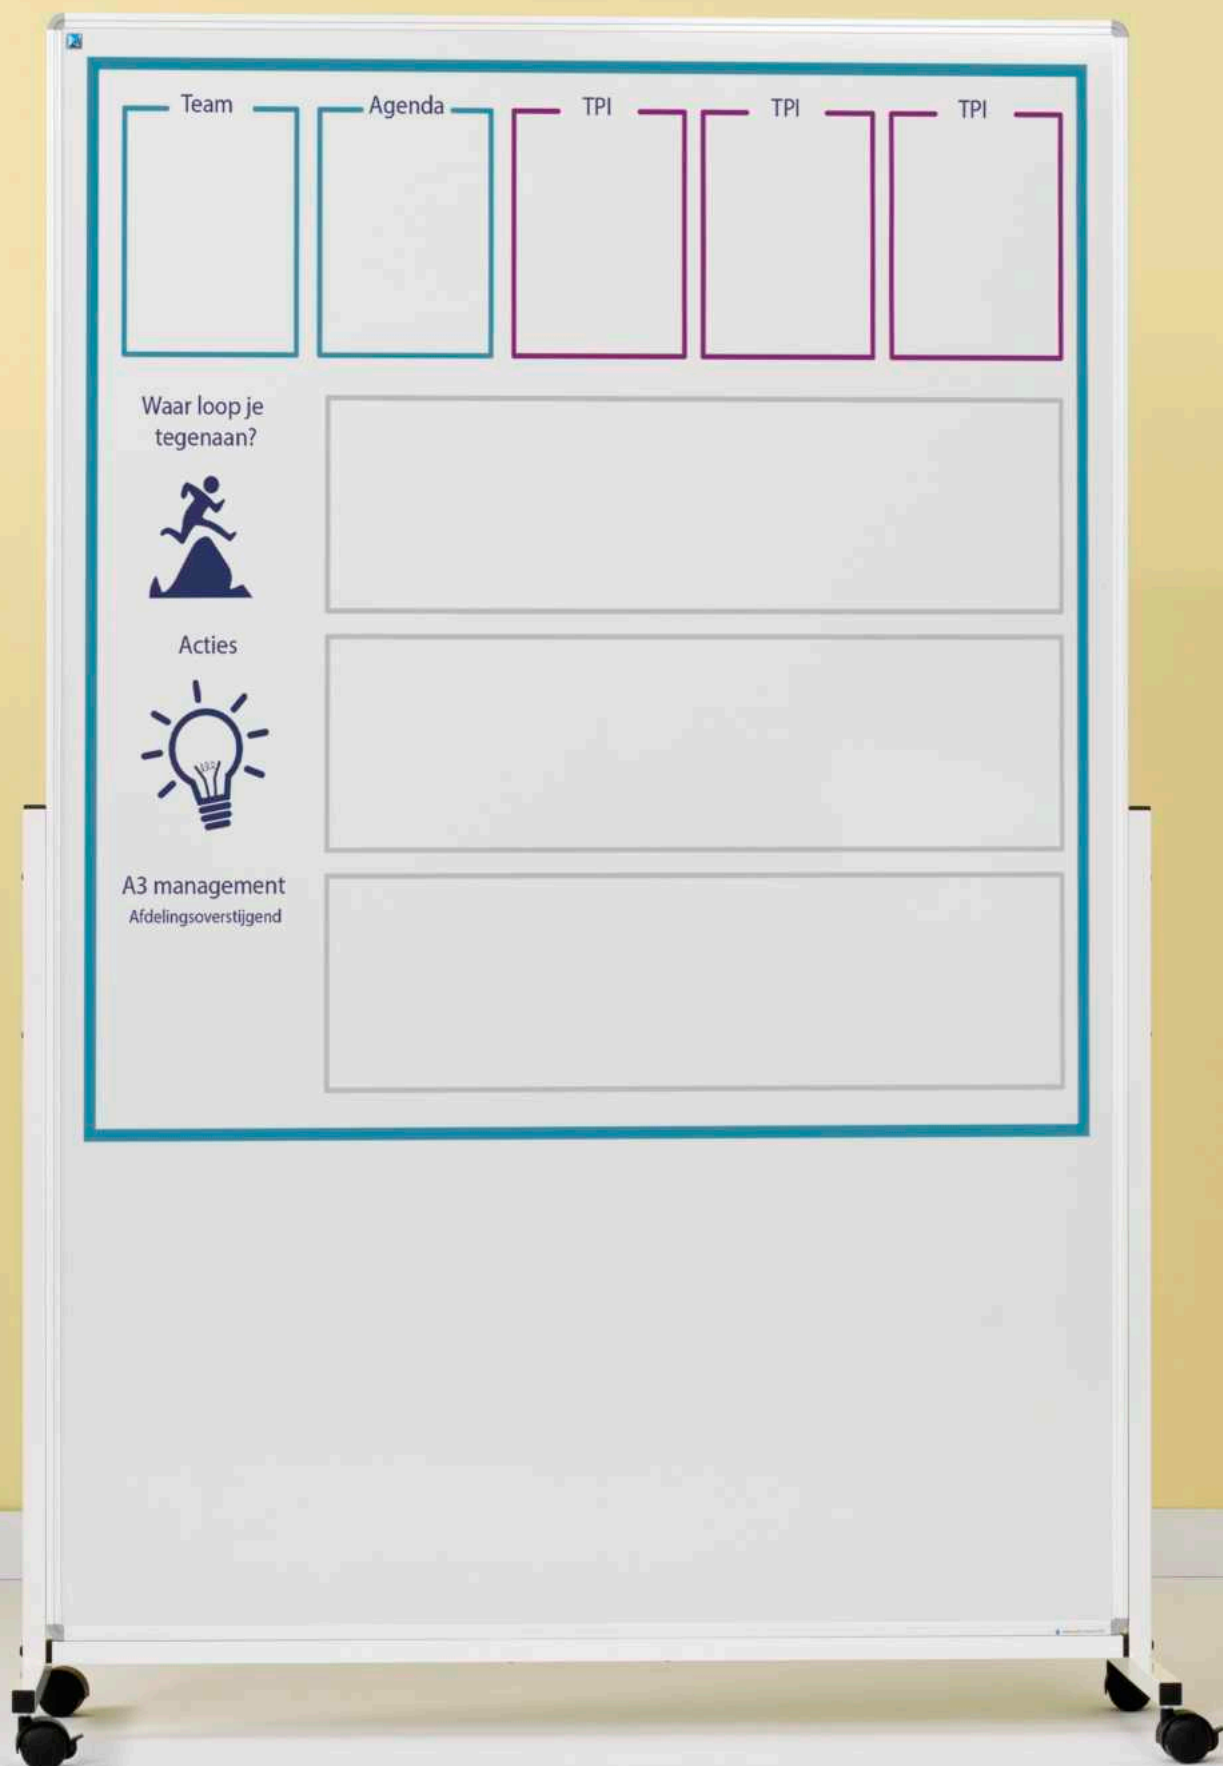 Team
Agenda
TPI
TPI
TPI
Waar loop je
tegenaan?
Acties
A3 management
Afdelingsoverstijgend